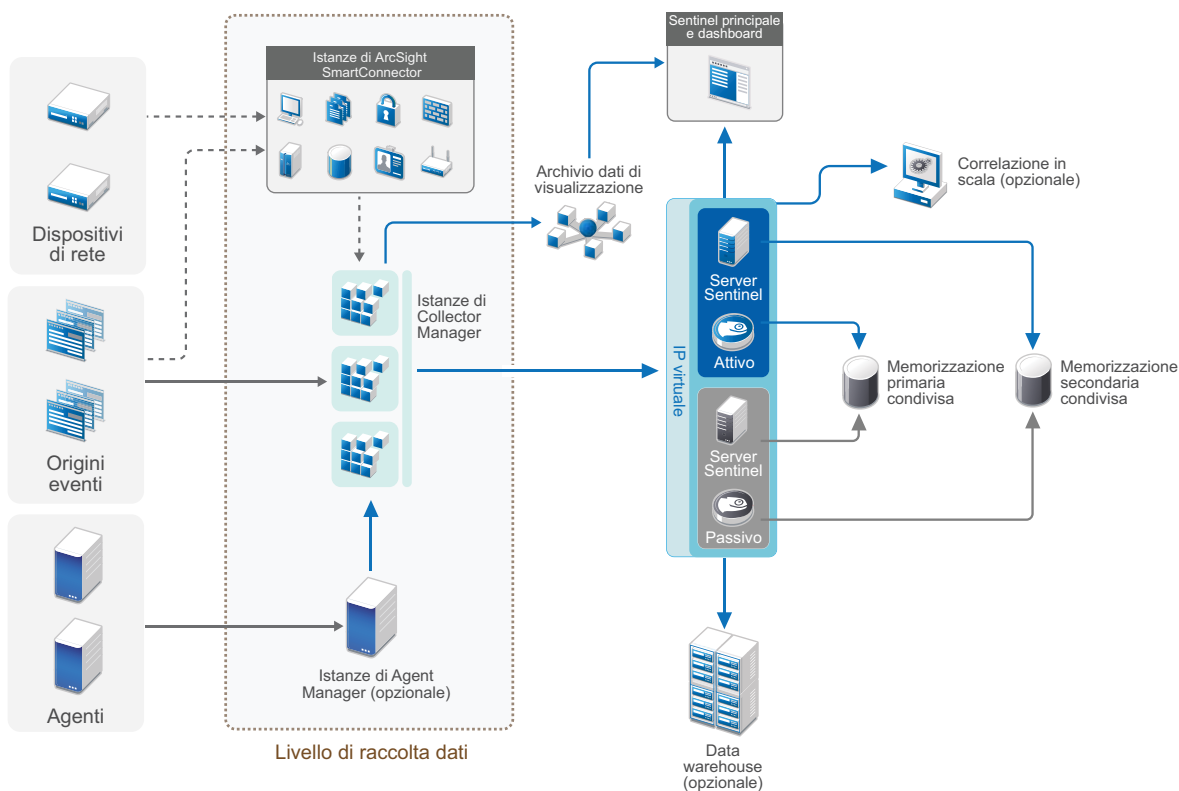 Sentinel principale
e dashboard
Istanze di ArcSight
SmartConnector
Archivio dati di
visualizzazione
Correlazione in
scala (opzionale)
Dispositivi
di rete
Istanze di
Collector
Manager
IP virtuale
Server
Sentinel
Attivo
Memorizzazione
primaria
condivisa
Memorizzazione
secondaria
condivisa
Server
Sentinel
Passivo
Origini
eventi
Agenti
Istanze di Agent
Manager (opzionale)
Livello di raccolta dati
Data
warehouse
(opzionale)